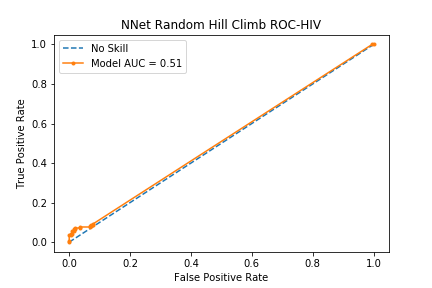 NNet Random Hill Climb ROC-HIV
No Skill
Model AUC = 0.51
True Positive Rate
1.0
0.8
0.6
0.4
0.2
0.0
0.0 0.2 0.4 0.6 0.8 1.0
False Positive Rate